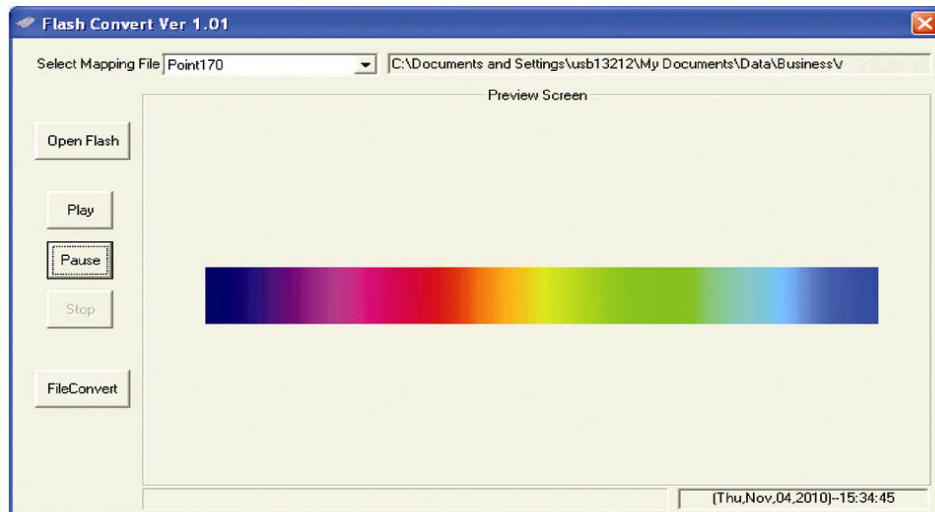 Flash Convert Ver 1.01
Select Mapping File Point170 C:\Documents and Settings\usb13212\My Documents\Data\Business\v
Preview Screen
Open Flash
Play
Pause
Stop
FileConvert
(Thu,Nov,04,2010)--15:34:45